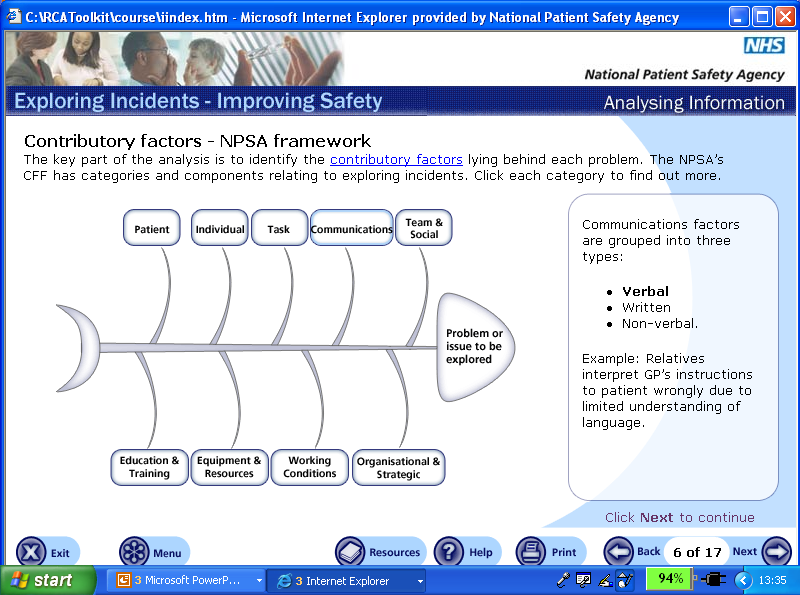 C:\RCAToolkit\course\iindex.htm - Microsoft Internet Explorer provided by National Patient Safety Agency
NHS
National Patient Safety Agency
Exploring Incidents - Improving Safety
Analysing Information
Contributory factors - NPSA framework
The key part of the analysis is to identify the contributory factors lying behind each problem. The NPSA's
CFF has categories and components relating to exploring incidents. Click each category to find out more.
Patient
Individual
Task
Communications
Team &
Social
Problem or
issue to be
explored
Education &
Training
Equipment &
Resources
Working
Conditions
Organisational &
Strategic
Communications factors
are grouped into three
types:
• Verbal
• Written
• Non-verbal.
Example: Relatives
interpret GP's instructions
to patient wrongly due to
limited understanding of
language.
Click Next to continue
Exit
Menu
Resources
Help
Print
Back
6 of 17
Next
start
3 Microsoft PowerP...
3 Internet Explorer
94%
13:35